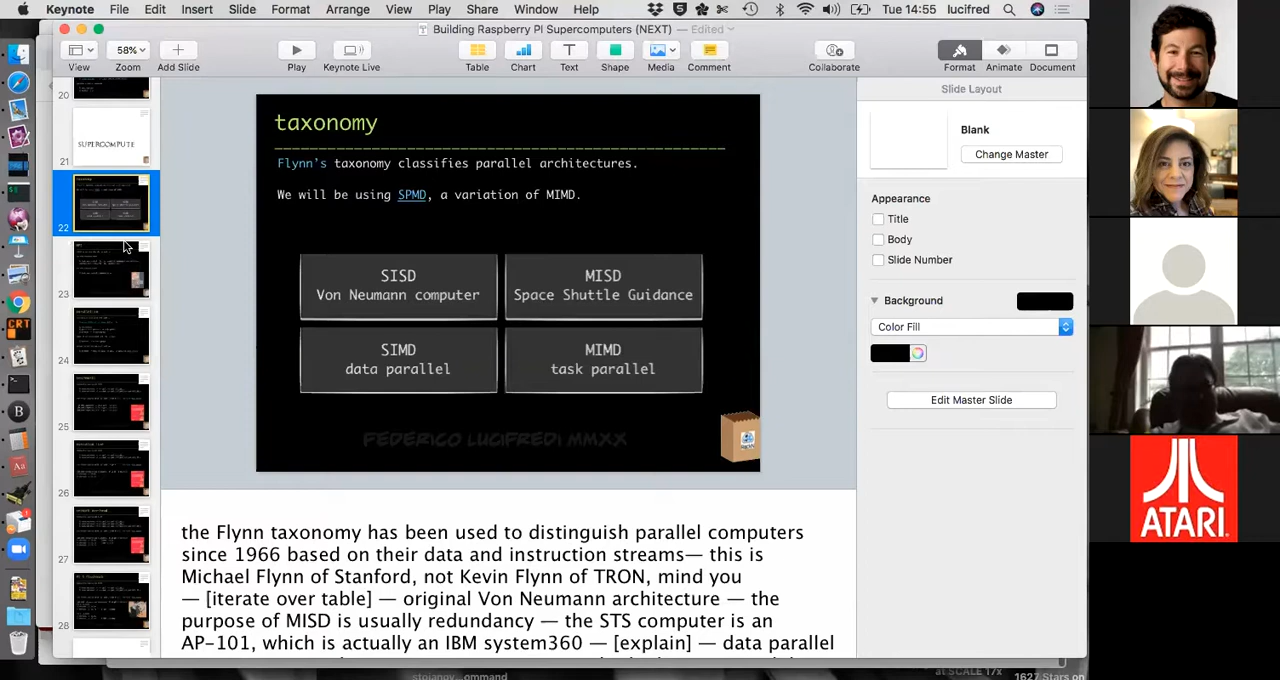 Keynote File Edit Insert Slide Format Arrange View Play Share Window Help
Tue 14:55 lucifred
Building Raspberry PI Supercomputers (NEXT) — Edited
58%
View Zoom Add Slide Play Keynote Live Table Chart Text Shape Media Comment Collaborate Format Animate Document
20
SUPERCOMPUTE
21
22
23
24
25
26
27
28
taxonomy
Flynn's taxonomy classifies parallel architectures.
We will be using SPMD, a variation of MIMD.
SISD
Von Neumann computer
MISD
Space Shuttle Guidance
SIMD
data parallel
MIMD
task parallel
FEDERICO LUCIFREDI MMXX
the Flynn taxonomy has been used to distinguish parallel computers
since 1966 based on their data and instruction streams— this is
Michael Flynn of Stanford, not Kevin Flynn of TRON, mind you
— [iterate over table] — original Von Neumann architecture — the
purpose of MISD is usually redundancy — the STS computer is an
AP-101, which is actually an IBM system360 — [explain] — data parallel
Slide Layout
Blank
Change Master
Appearance
Title
Body
Slide Number
Background
Color Fill
Edit Master Slide
CRT
ATARI
at SCALE 17x
1627 Stars on